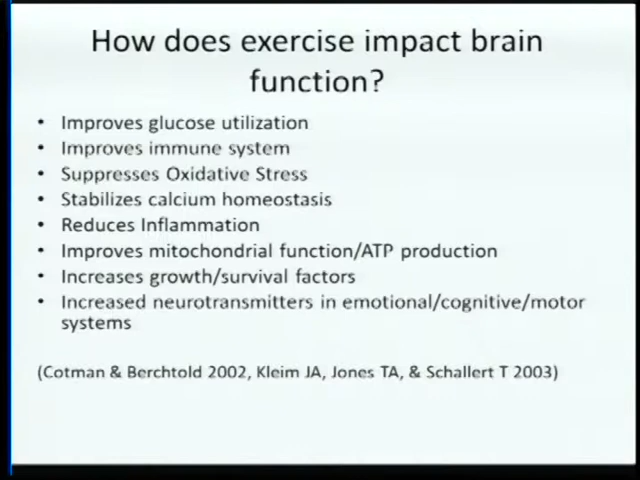 How does exercise impact brain
function?
• Improves glucose utilization
• Improves immune system
• Suppresses Oxidative Stress
• Stabilizes calcium homeostasis
• Reduces Inflammation
• Improves mitochondrial function/ATP production
• Increases growth/survival factors
• Increased neurotransmitters in emotional/cognitive/motor
systems
(Cotman & Berchtold 2002, Kleim JA, Jones TA, & Schallert T 2003)